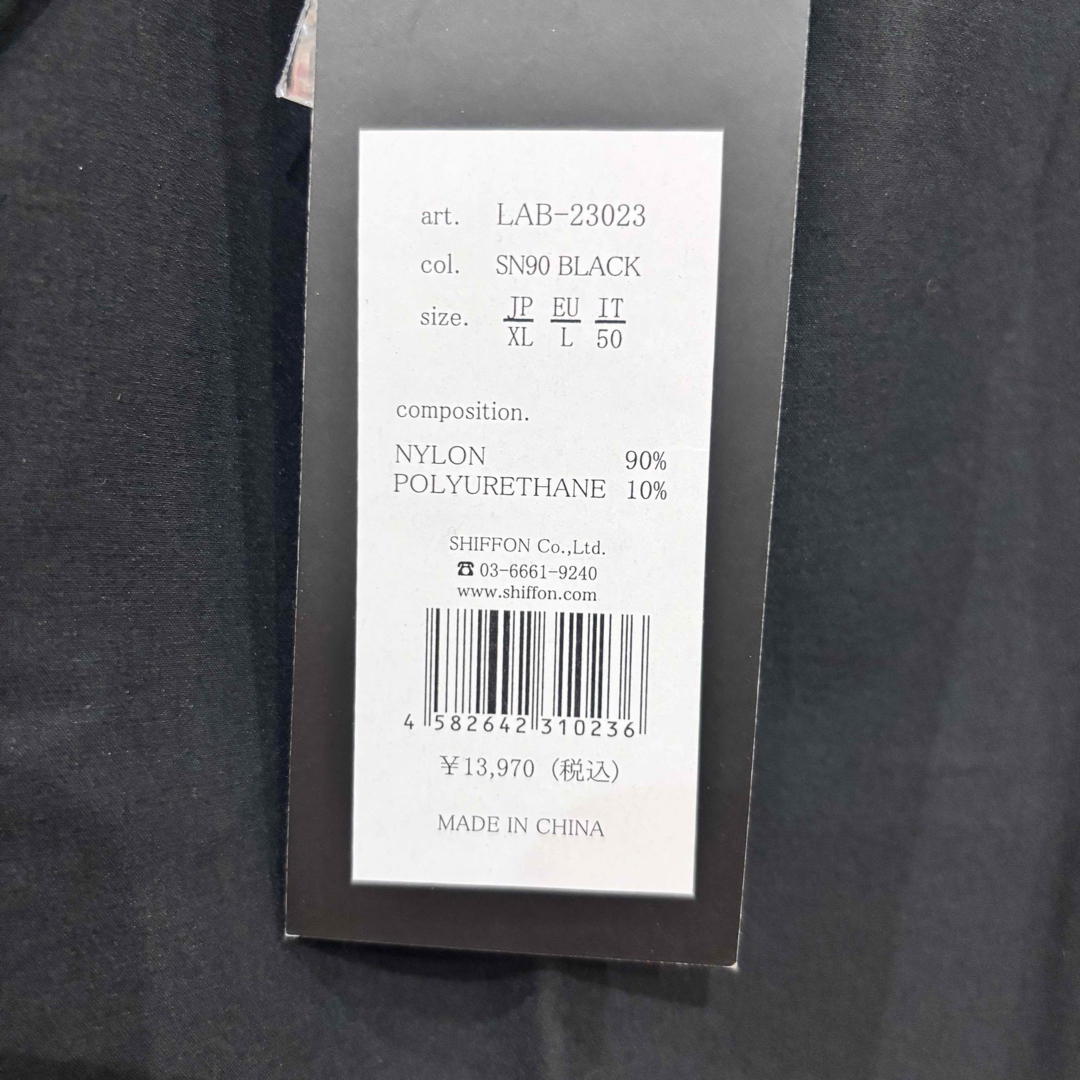 art. LAB-23023
col. SN90 BLACK
size. JP EU IT
XL L 50
composition.
NYLON 90%
POLYURETHANE 10%
SHIFFON Co.,Ltd.
☎ 03-6661-9240
www.shiffon.com
4 582642 310236
¥13,970 (税込)
MADE IN CHINA